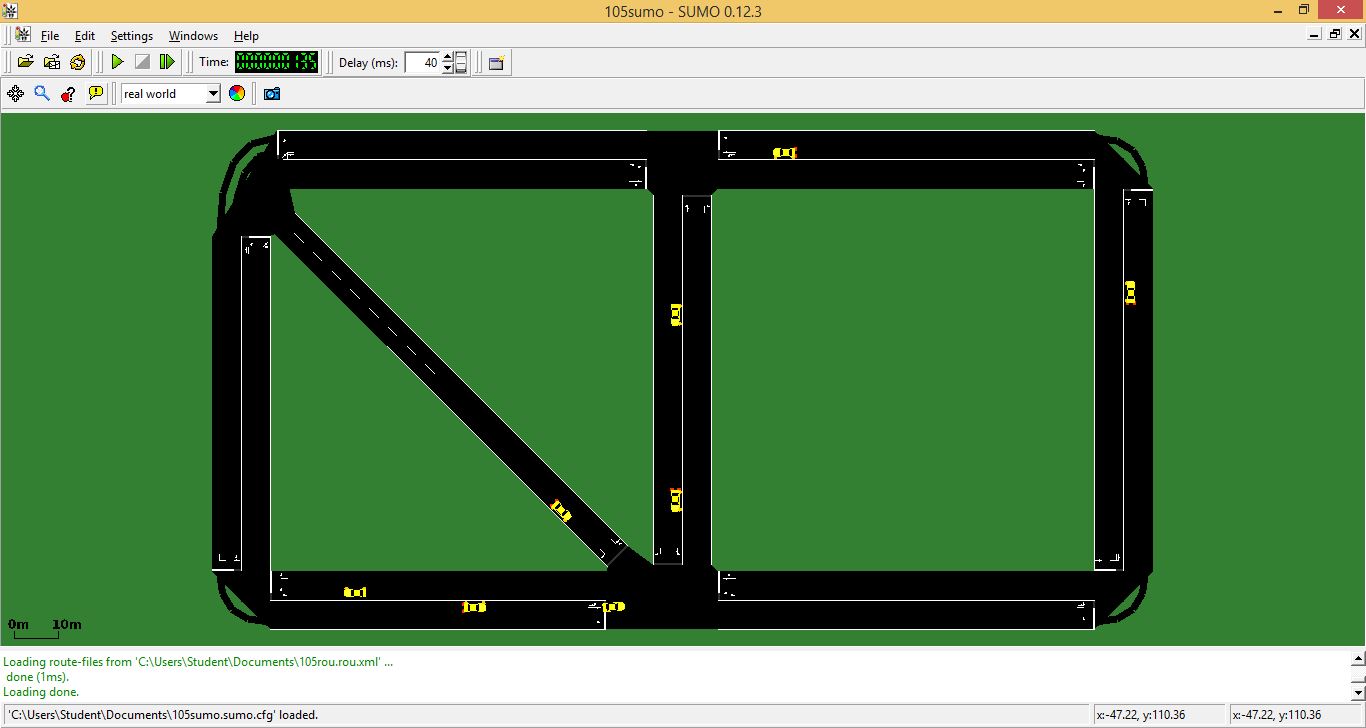 105sumo - SUMO 0.12.3
File Edit Settings Windows Help
Time: 135 Delay (ms): 40
real world
0m 10m
Loading route-files from 'C:\Users\Student\Documents\105rou.rou.xml' ...
done (1ms).
Loading done.
'C:\Users\Student\Documents\105sumo.sumo.cfg' loaded.
x:-47.22, y:110.36
x:-47.22, y:110.36